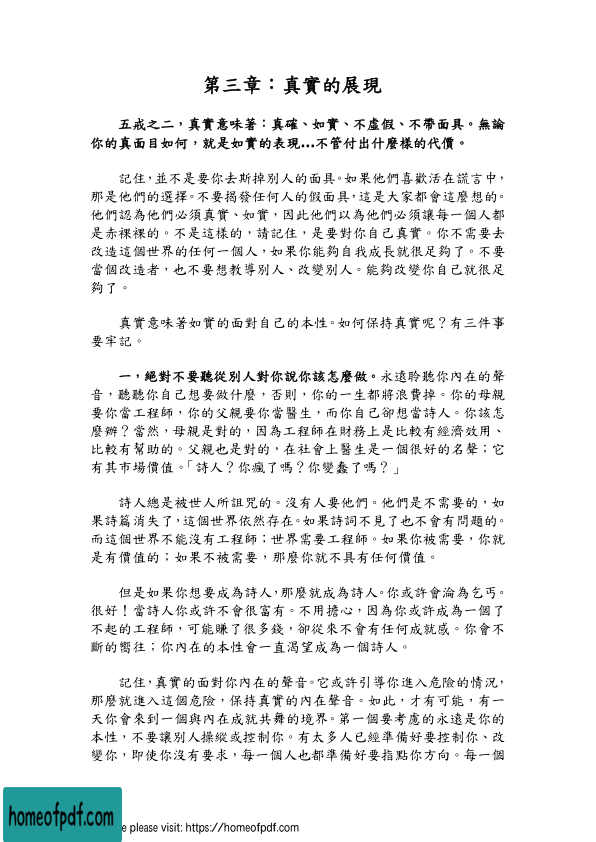 第三章：真實的展現
五戒之二，真實意味著：真確、如實、不虛假、不帶面具。無論
你的真面目如何，就是如實的表現…不管付出什麼樣的代價。
記住，並不是要你去斯掉別人的面具。如果他們喜歡活在謊言中，
那是他們的選擇。不要揭發任何人的假面具，這是大家都會這麼想的。
他們認為他們必須真實、如實，因此他們以為他們必須讓每一個人都
是赤裸裸的。不是這樣的，請記住，是要對你自己真實。你不需要去
改造這個世界的任何一個人，如果你能夠自我成長就很足夠了。不要
當個改造者，也不要想教導別人、改變別人。能夠改變你自己就很足
夠了。
真實意味著如實的面對自己的本性。如何保持真實呢？有三件事
要牢記。
一，絕對不要聽從別人對你說你該怎麼做。永遠聆聽你內在的聲
音，聽聽你自己想要做什麼，否則，你的一生都將浪費掉。你的母親
要你當工程師，你的父親要你當醫生，而你自己卻想當詩人。你該怎
麼辦？當然，母親是對的，因為工程師在財務上是比較有經濟效用、
比較有幫助的。父親也是對的，在社會上醫生是一個很好的名聲；它
有其市場價值。「詩人？你瘋了嗎？你變蠢了嗎？」
詩人總是被世人所詛咒的。沒有人要他們。他們是不需要的，如
果詩篇消失了，這個世界依然存在。如果詩詞不見了也不會有問題的。
而這個世界不能沒有工程師；世界需要工程師。如果你被需要，你就
是有價值的；如果不被需要，那麼你就不具有任何價值。
但是如果你想要成為詩人，那麼就成為詩人。你或許會淪為乞丐。
很好！當詩人你或許不會很富有。不用擔心，因為你或許成為一個了
不起的工程師，可能賺了很多錢，卻從來不會有任何成就感。你會不
斷的嚮往；你內在的本性會一直渴望成為一個詩人。
記住，真實的面對你內在的聲音。它或許引導你進入危險的情況，
那麼就進入這個危險，保持真實的內在聲音。如此，才有可能，有一
天你會來到一個與內在成就共舞的境界。第一個要考慮的永遠是你的
本性，不要讓別人操縱或控制你。有太多人已經準備好要控制你、改
變你，即使你沒有要求，每一個人也都準備好要指點你方向。每一個
homeofpdf.com
e please visit: https://homeofpdf.com